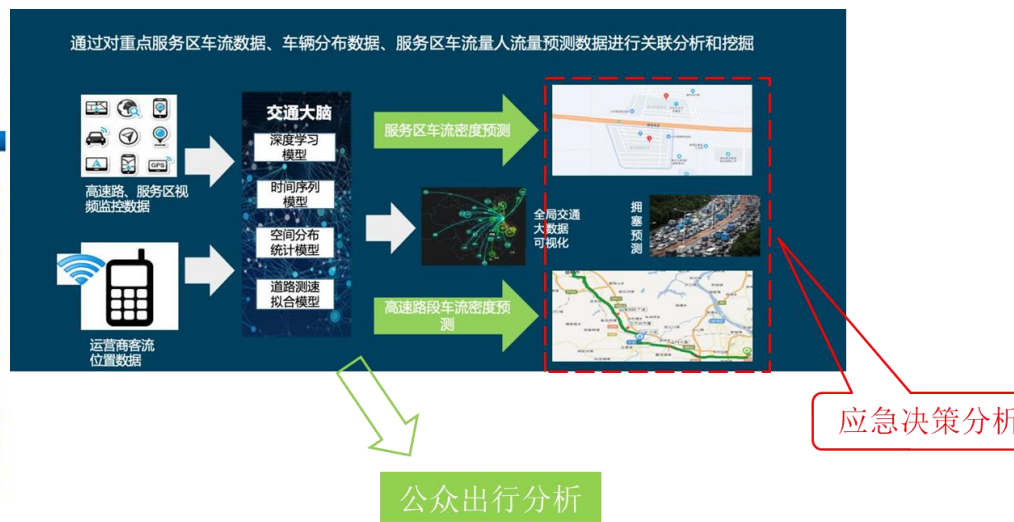 通过对重点服务区车流数据、车辆分布数据、服务区车流量人流量预测数据进行关联分析和挖掘
GPS
高速路、服务区视
频监控数据
运营商客流
位置数据
交通大脑
深度学习
模型
时间序列
模型
空间分布
统计模型
道路测速
拟合模型
服务区车流密度预测
全局交通
大数据
可视化
拥
塞
预
测
高速路段车流密度预
测
应急决策分析
公众出行分析